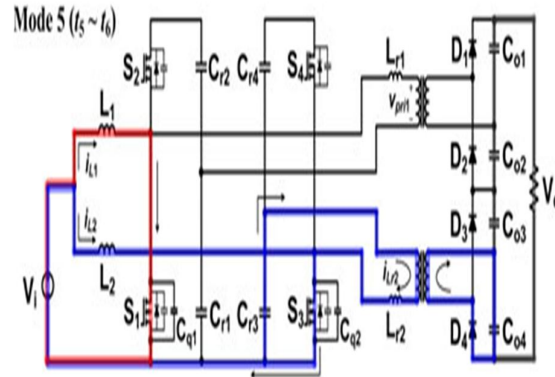 Mode 5 (t5 ~ t6)
S2
Cr2
Cr4
S4
Lr1
D1
Co1
vpri1
L1
iL1
D2
Co2
iL2
D3
Co3
L2
iLr2
Vi
S1
Cq1
Cr1
Cr3
S3
Cq2
Lr2
D4
Co4